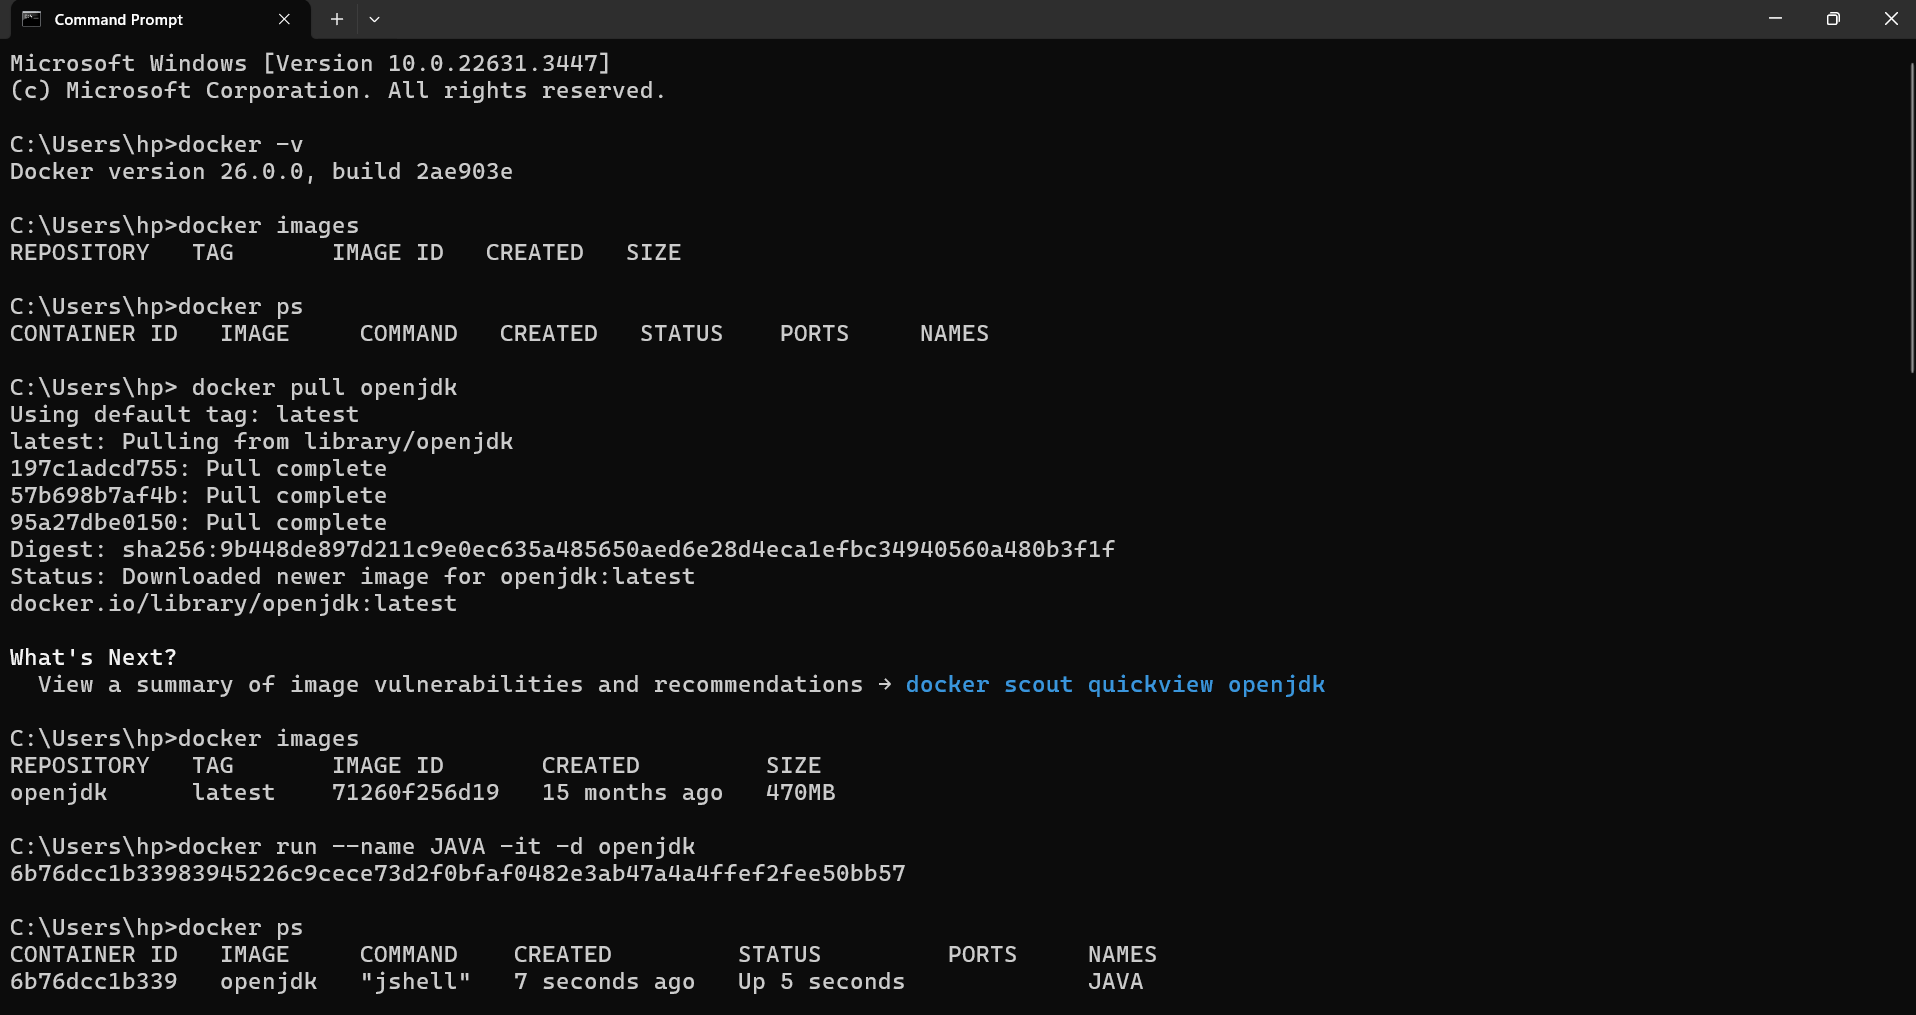 Command Prompt
Microsoft Windows [Version 10.0.22631.3447]
(c) Microsoft Corporation. All rights reserved.
C:\Users\hp>docker -v
Docker version 26.0.0, build 2ae903e
C:\Users\hp>docker images
REPOSITORY   TAG       IMAGE ID   CREATED   SIZE
C:\Users\hp>docker ps
CONTAINER ID   IMAGE     COMMAND   CREATED   STATUS    PORTS     NAMES
C:\Users\hp> docker pull openjdk
Using default tag: latest
latest: Pulling from library/openjdk
197c1adcd755: Pull complete
57b698b7af4b: Pull complete
95a27dbe0150: Pull complete
Digest: sha256:9b448de897d211c9e0ec635a485650aed6e28d4eca1efbc34940560a480b3f1f
Status: Downloaded newer image for openjdk:latest
docker.io/library/openjdk:latest
What's Next?
  View a summary of image vulnerabilities and recommendations → docker scout quickview openjdk
C:\Users\hp>docker images
REPOSITORY   TAG       IMAGE ID       CREATED         SIZE
openjdk      latest    71260f256d19   15 months ago   470MB
C:\Users\hp>docker run --name JAVA -it -d openjdk
6b76dcc1b33983945226c9cece73d2f0bfaf0482e3ab47a4a4ffef2fee50bb57
C:\Users\hp>docker ps
CONTAINER ID   IMAGE     COMMAND    CREATED         STATUS         PORTS     NAMES
6b76dcc1b339   openjdk   "jshell"   7 seconds ago   Up 5 seconds             JAVA